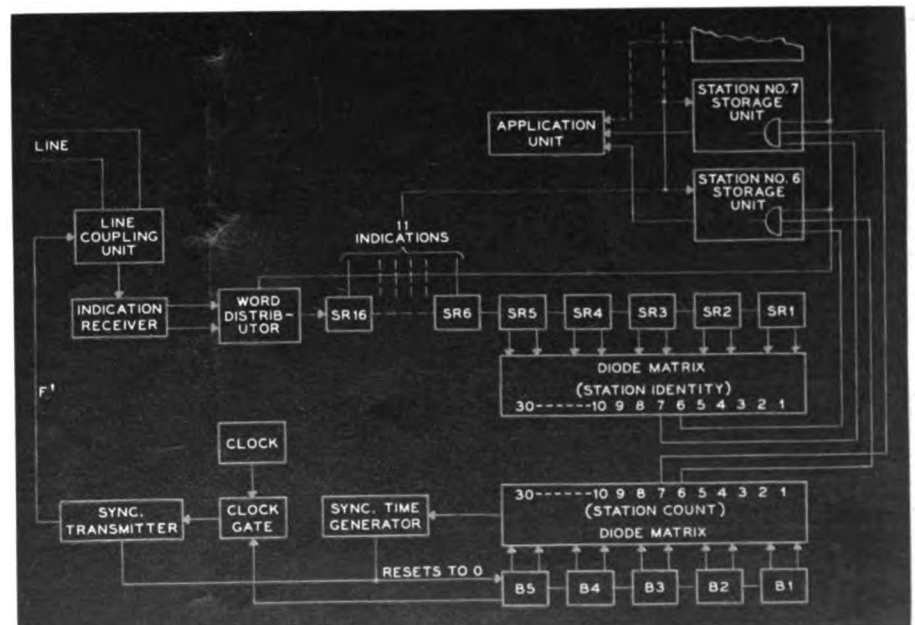 STATION NO. 7
STORAGE
UNIT
APPLICATION
UNIT
LINE
STATION NO. 6
STORAGE
UNIT
LINE
COUPLING
UNIT
11
INDICATIONS
INDICATION
RECEIVER
WORD
DISTRIB-
UTOR
SR16
SR6
SR5
SR4
SR3
SR2
SR1
DIODE MATRIX
(STATION IDENTITY)
30------10 9 8 7 6 5 4 3 2 1
F'
CLOCK
30------10 9 8 7 6 5 4 3 2 1
(STATION COUNT)
DIODE MATRIX
SYNC.
TRANSMITTER
CLOCK
GATE
SYNC. TIME
GENERATOR
RESETS TO 0
B5
B4
B3
B2
B1